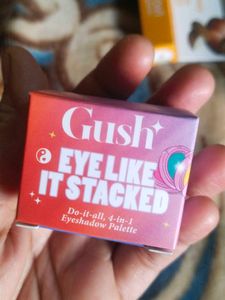 Gush
EYE LIKE
IT STACKED
Do-it-all, 4-in-1
Eyeshadow Palette